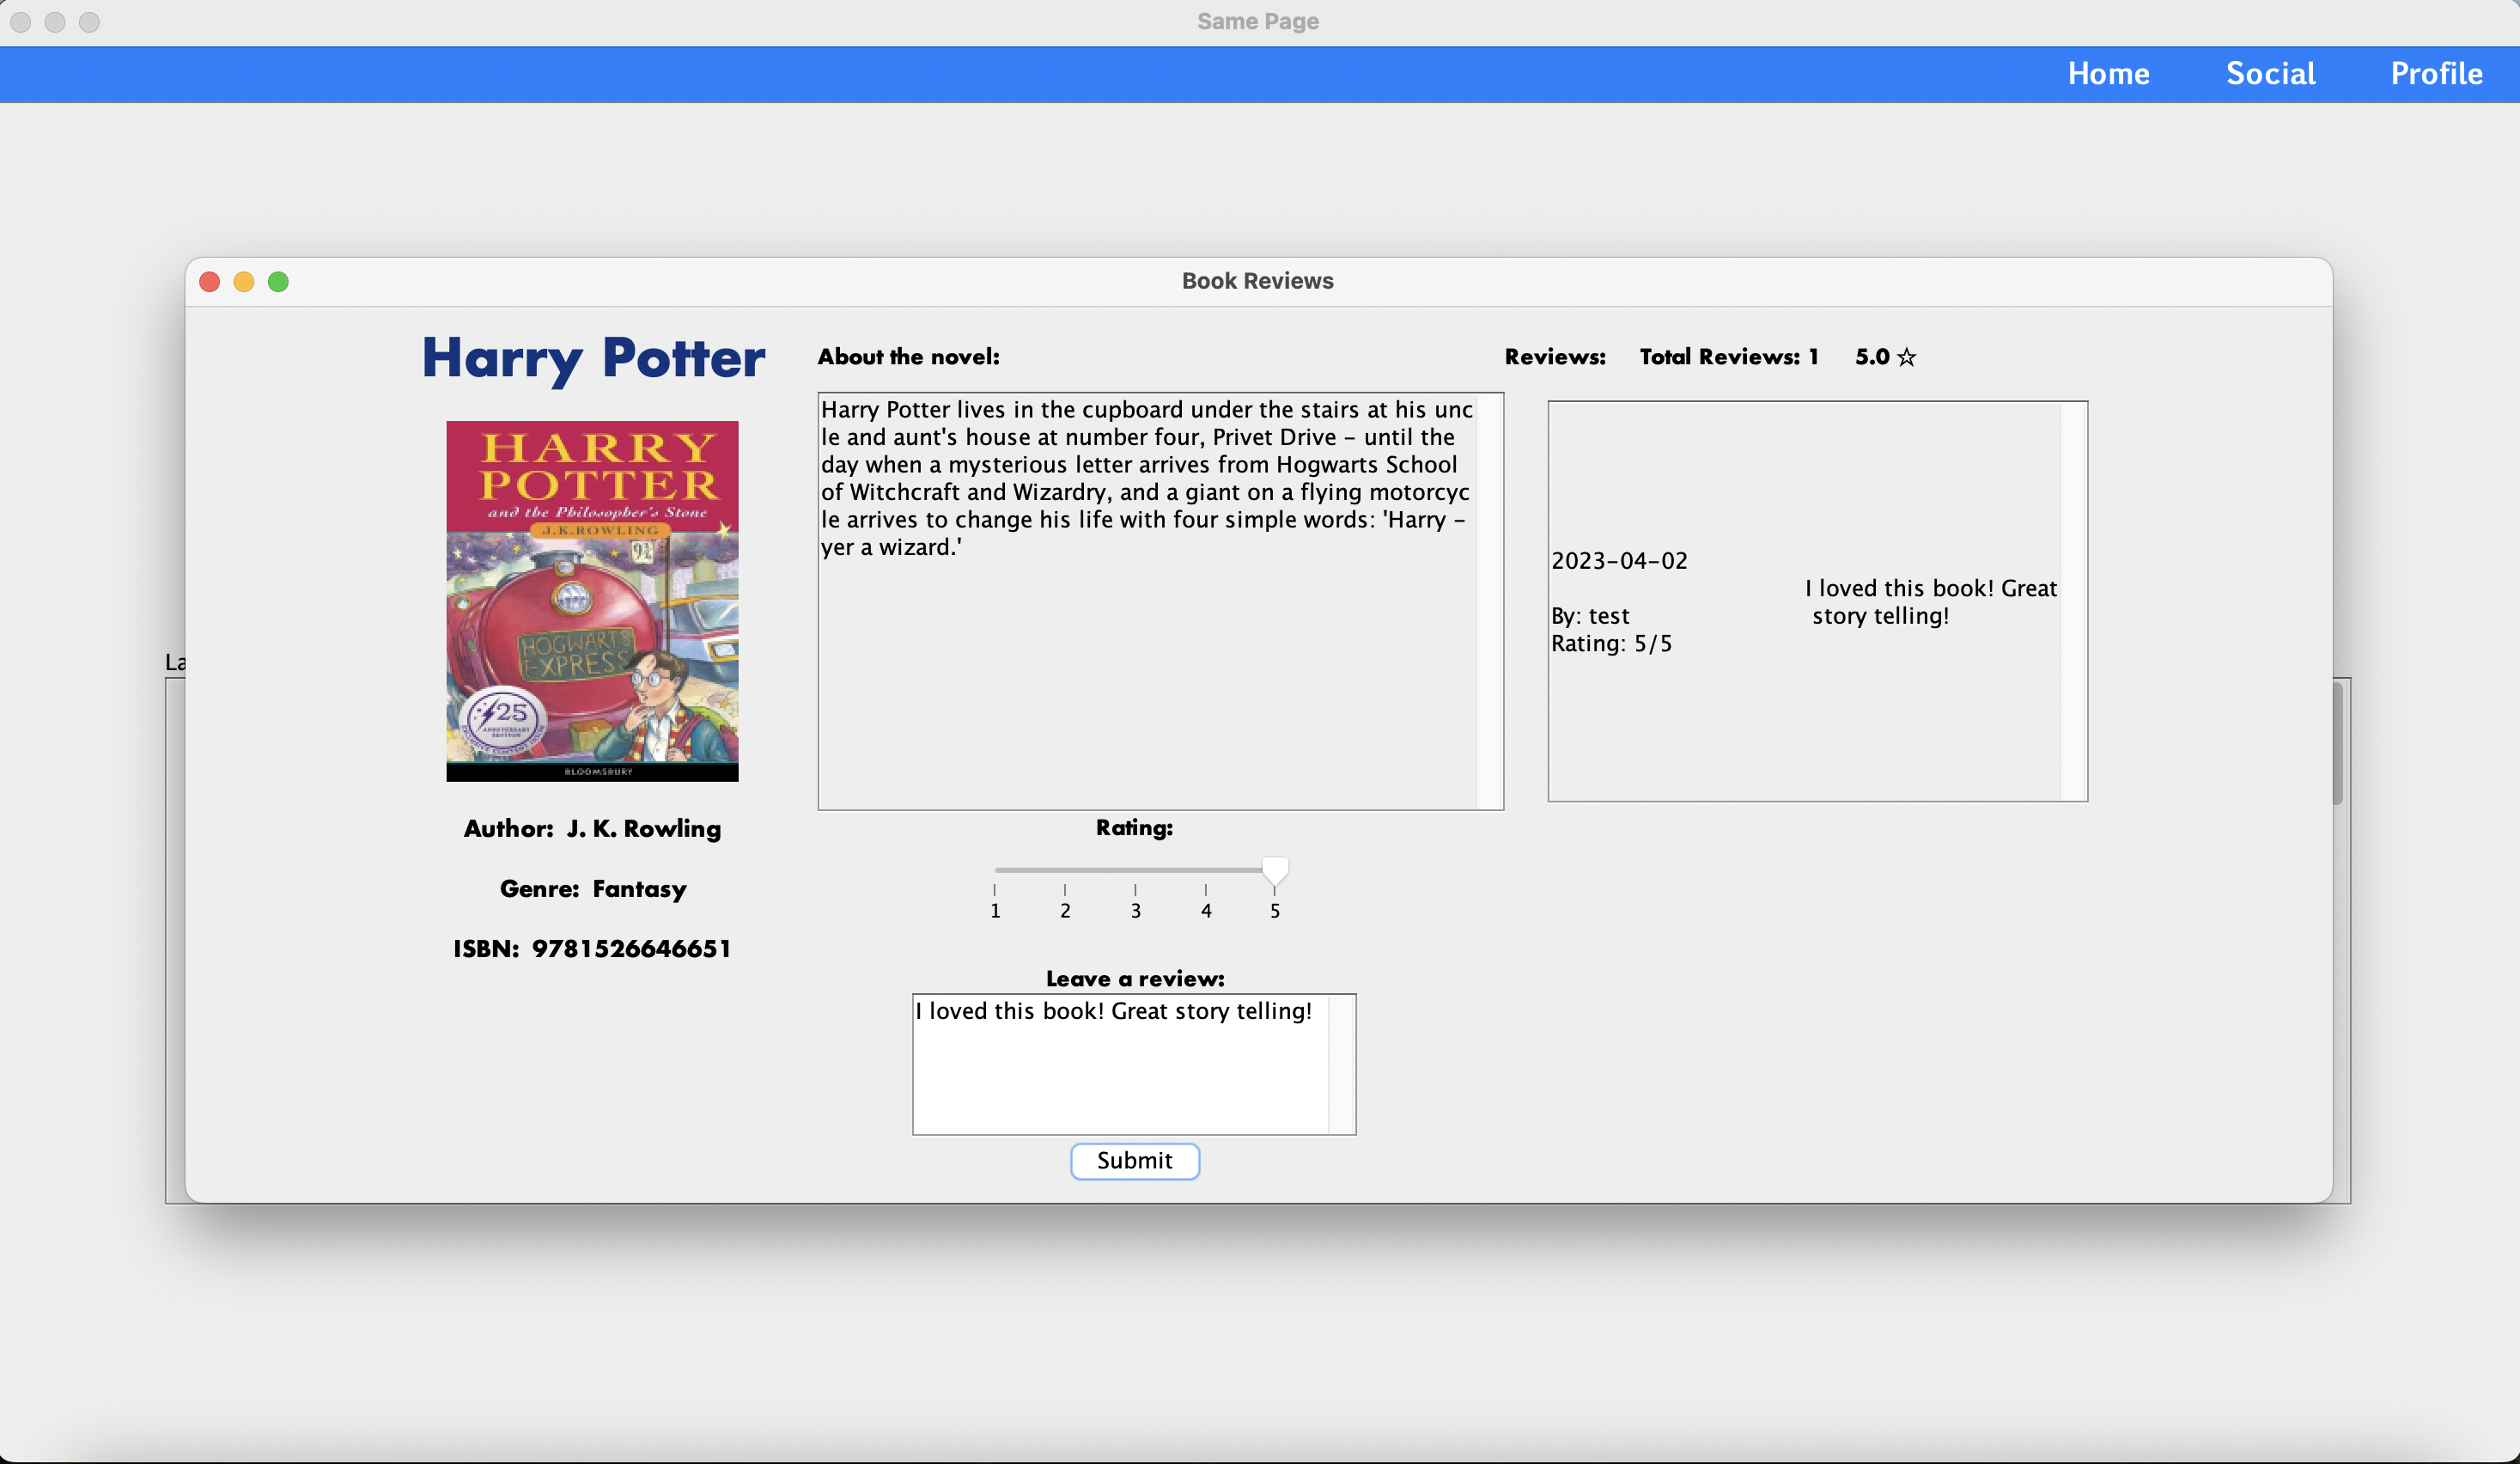 Same Page
Home Social Profile
Book Reviews
Harry Potter
HARRY
POTTER
and the Philosopher's Stone
J.K.ROWLING
9¾
HOGWARTS
EXPRESS
25
ANNIVERSARY
EDITION
BLOOMSBURY
Author: J. K. Rowling
Genre: Fantasy
ISBN: 9781526646651
About the novel:
Harry Potter lives in the cupboard under the stairs at his unc
le and aunt's house at number four, Privet Drive – until the
day when a mysterious letter arrives from Hogwarts School
of Witchcraft and Wizardry, and a giant on a flying motorcyc
le arrives to change his life with four simple words: 'Harry –
yer a wizard.'
Rating:
1 2 3 4 5
Leave a review:
I loved this book! Great story telling!
Submit
Reviews: Total Reviews: 1 5.0 ☆
2023-04-02
By: test
Rating: 5/5
I loved this book! Great
story telling!
La